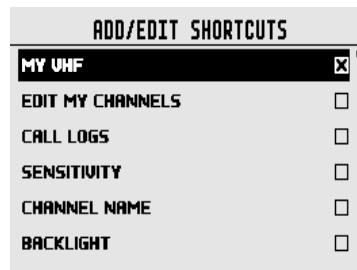 ADD/EDIT SHORTCUTS
MY VHF
EDIT MY CHANNELS
CALL LOGS
SENSITIVITY
CHANNEL NAME
BACKLIGHT